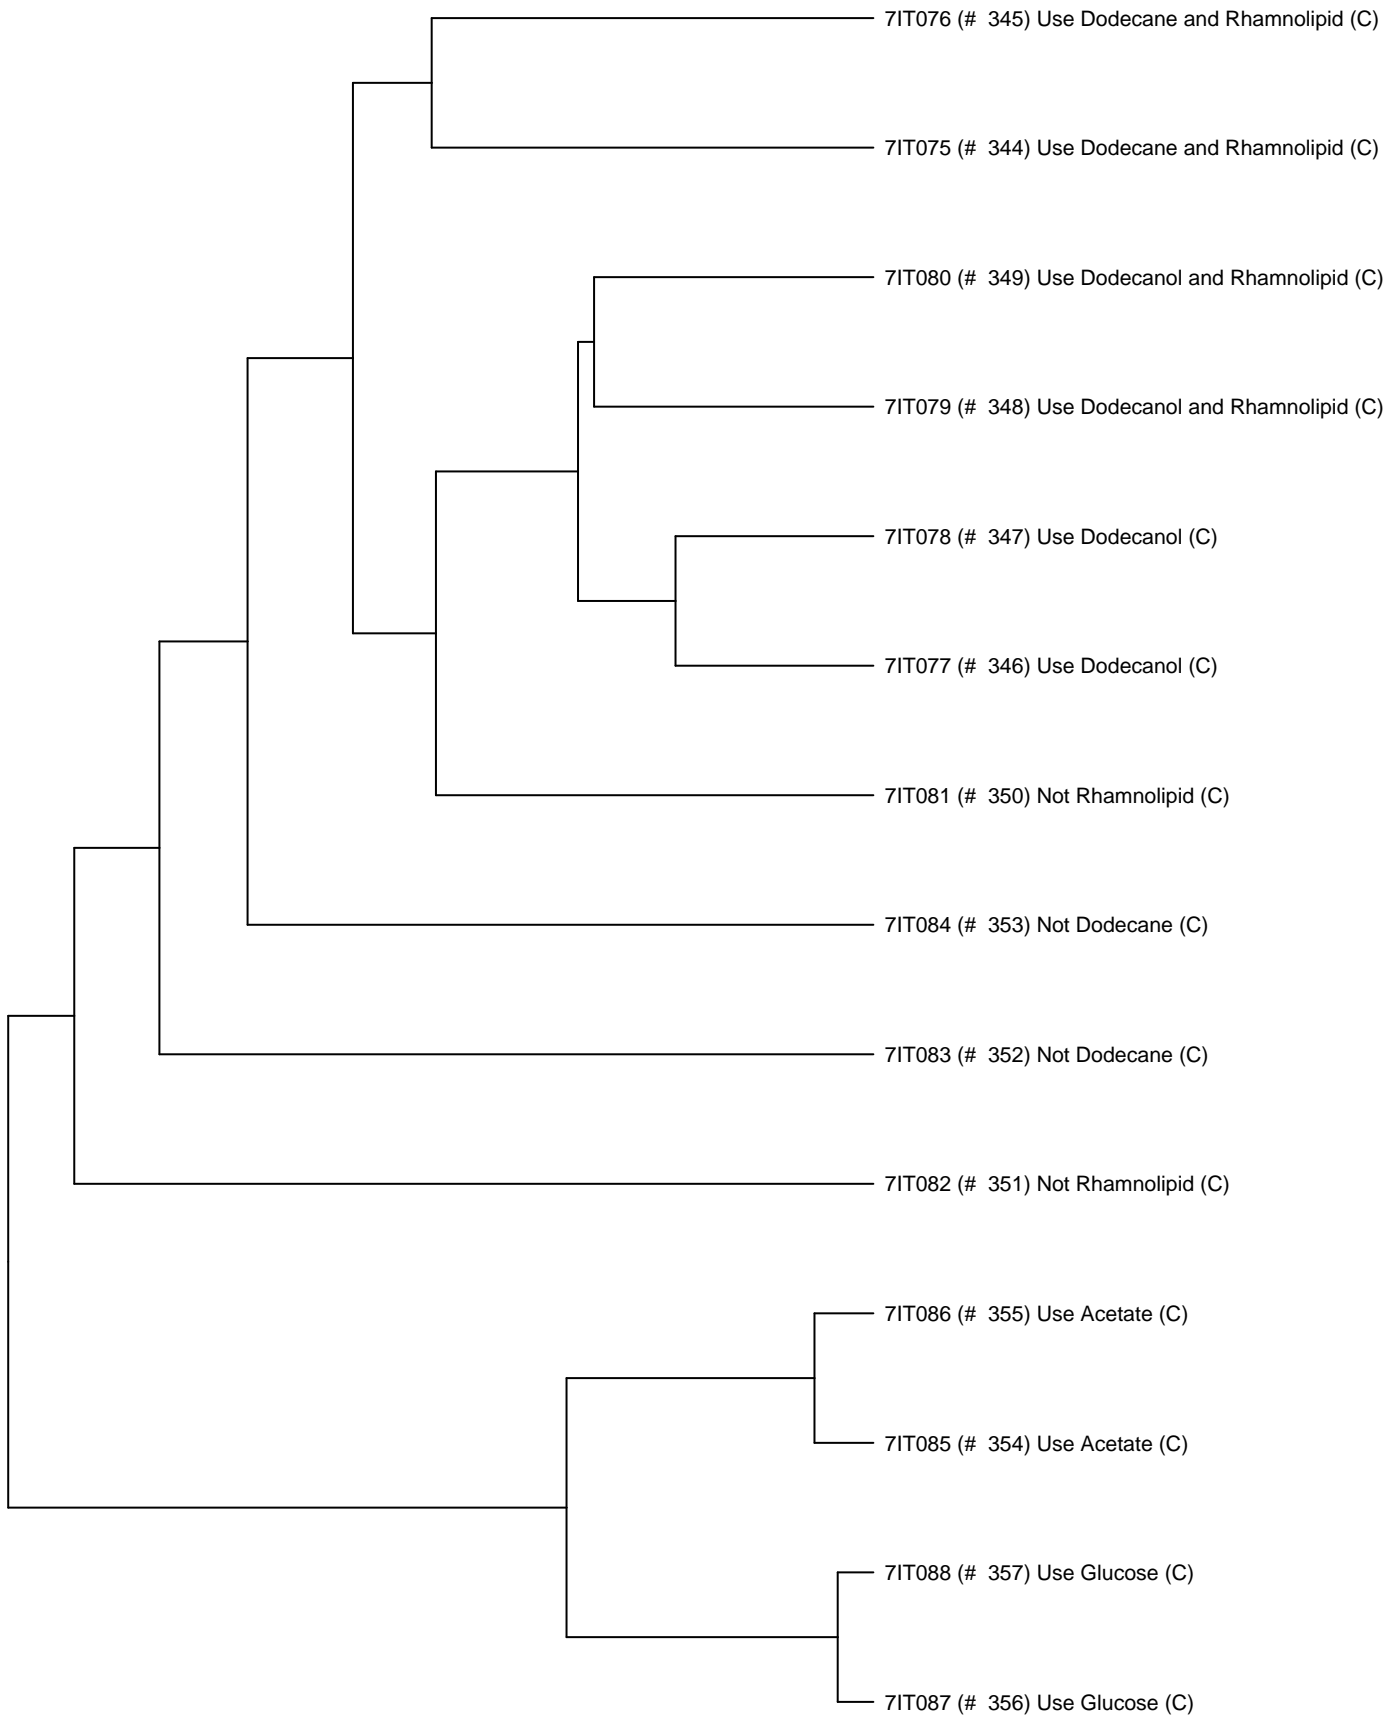 7IT076 (# 345) Use Dodecane and Rhamnolipid (C)
7IT075 (# 344) Use Dodecane and Rhamnolipid (C)
7IT080 (# 349) Use Dodecanol and Rhamnolipid (C)
7IT079 (# 348) Use Dodecanol and Rhamnolipid (C)
7IT078 (# 347) Use Dodecanol (C)
7IT077 (# 346) Use Dodecanol (C)
7IT081 (# 350) Not Rhamnolipid (C)
7IT084 (# 353) Not Dodecane (C)
7IT083 (# 352) Not Dodecane (C)
7IT082 (# 351) Not Rhamnolipid (C)
7IT086 (# 355) Use Acetate (C)
7IT085 (# 354) Use Acetate (C)
7IT088 (# 357) Use Glucose (C)
7IT087 (# 356) Use Glucose (C)